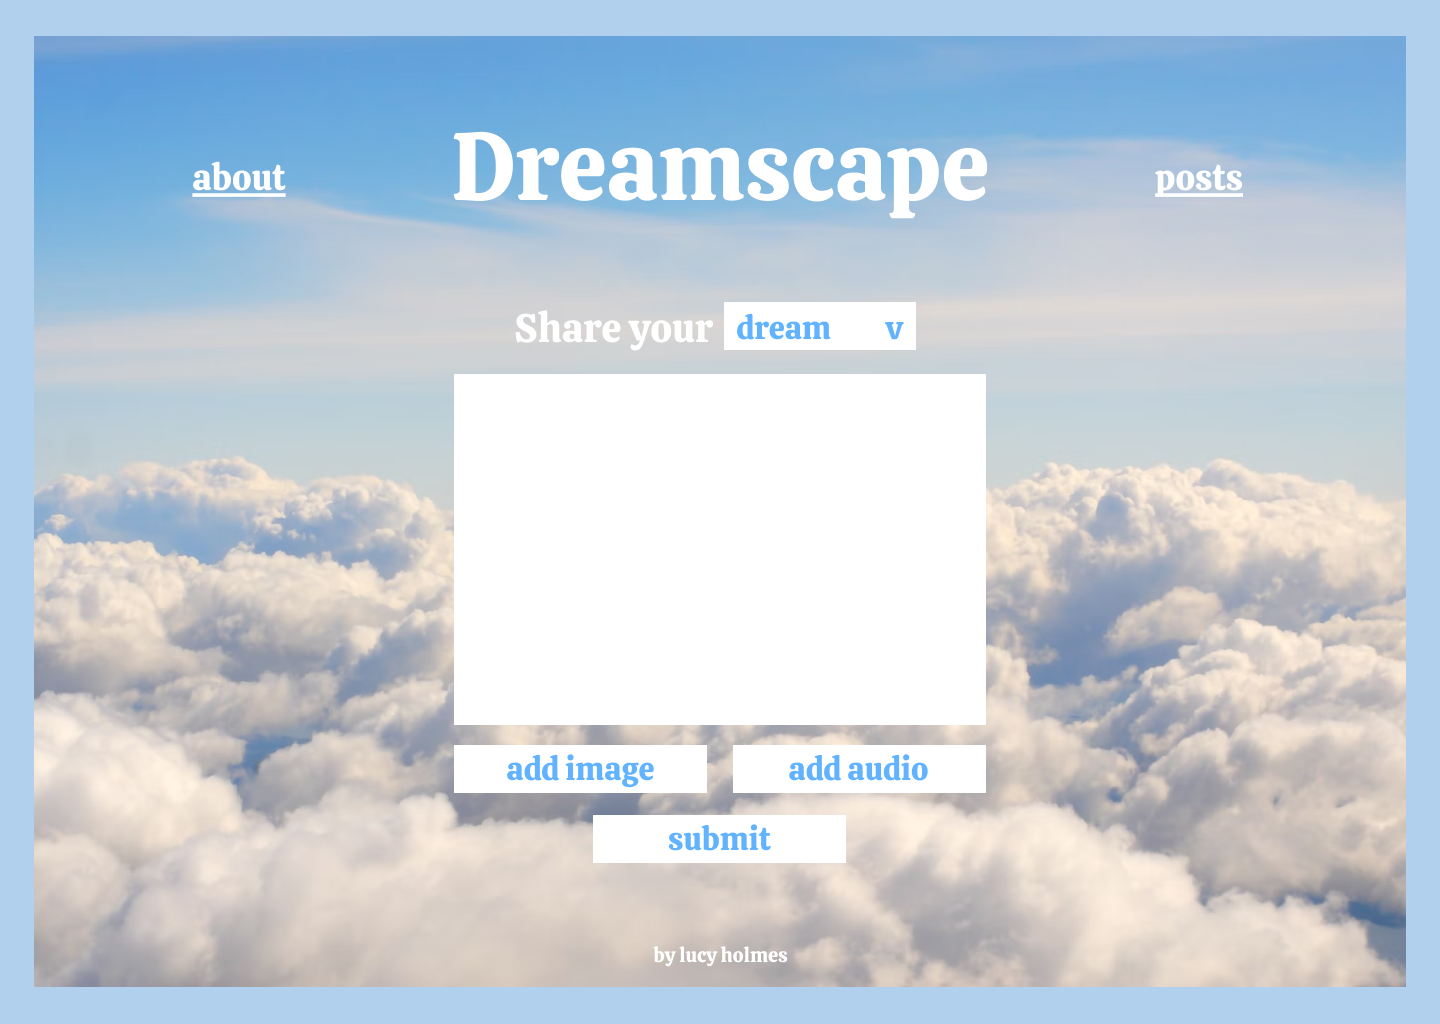 about
Dreamscape
posts
Share your dream v
add image
add audio
submit
by lucy holmes